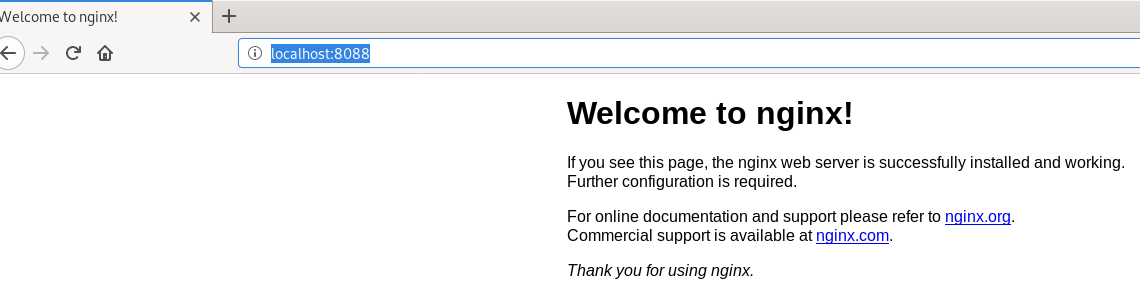 Welcome to nginx!
localhost:8088
Welcome to nginx!
If you see this page, the nginx web server is successfully installed and working.
Further configuration is required.
For online documentation and support please refer to nginx.org.
Commercial support is available at nginx.com.
Thank you for using nginx.